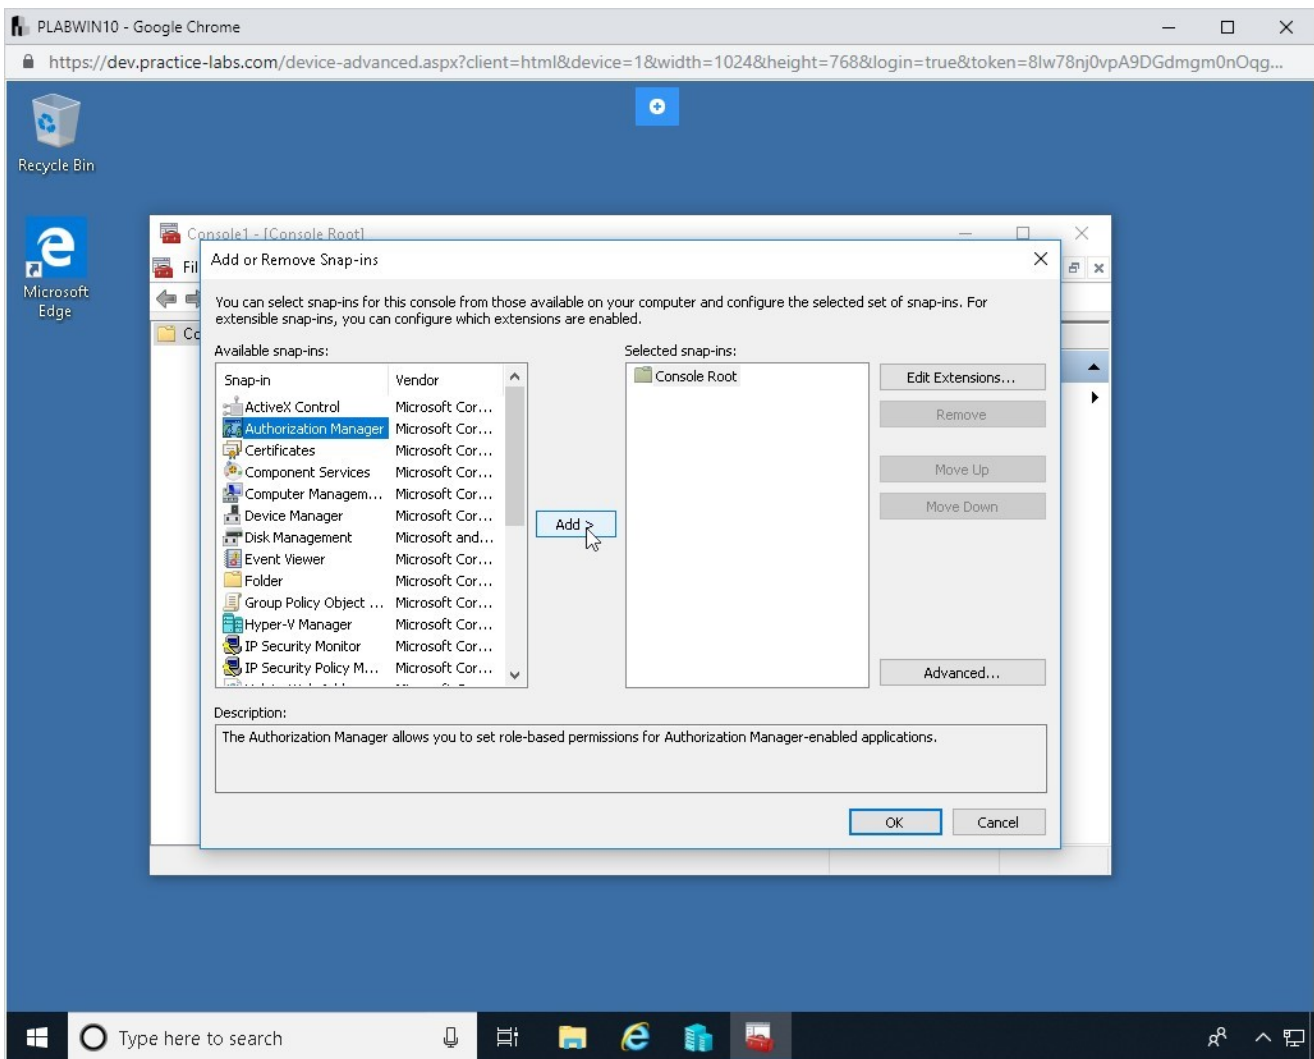 PLABWIN10 - Google Chrome
https://dev.practice-labs.com/device-advanced.aspx?client=html&device=1&width=1024&height=768&login=true&token=8lw78nj0vpA9DGdmgm0nOqg...
Recycle Bin
Microsoft
Edge
Console1 - [Console Root]
Fil
Add or Remove Snap-ins
You can select snap-ins for this console from those available on your computer and configure the selected set of snap-ins. For
extensible snap-ins, you can configure which extensions are enabled.
Co
Available snap-ins:
Selected snap-ins:
Snap-in Vendor
ActiveX Control Microsoft Cor...
Authorization Manager Microsoft Cor...
Certificates Microsoft Cor...
Component Services Microsoft Cor...
Computer Managem... Microsoft Cor...
Device Manager Microsoft Cor...
Disk Management Microsoft and...
Event Viewer Microsoft Cor...
Folder Microsoft Cor...
Group Policy Object ... Microsoft Cor...
Hyper-V Manager Microsoft Cor...
IP Security Monitor Microsoft Cor...
IP Security Policy M... Microsoft Cor...
Add >
Console Root
Edit Extensions...
Remove
Move Up
Move Down
Advanced...
Description:
The Authorization Manager allows you to set role-based permissions for Authorization Manager-enabled applications.
OK
Cancel
Type here to search